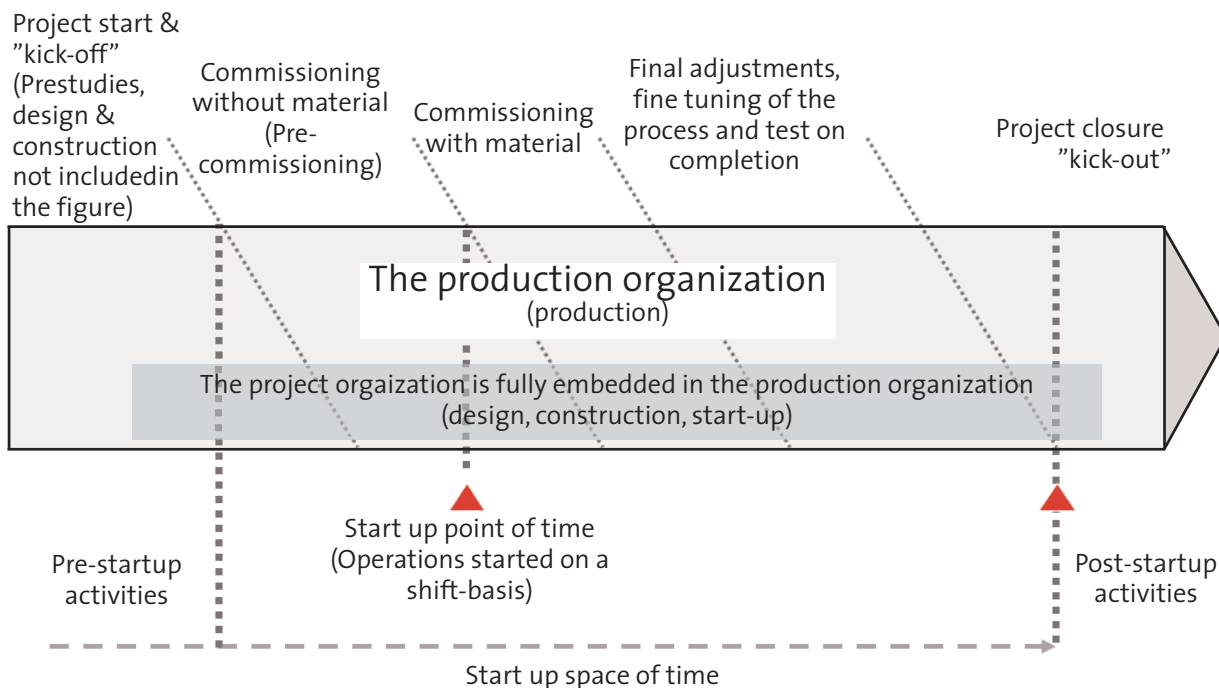 Project start &
”kick-off”
(Prestudies,
design &
construction
not includedin
the figure)
Commissioning
without material
(Pre-
commissioning)
Commissioning
with material
Final adjustments,
fine tuning of the
process and test on
completion
Project closure
”kick-out”
The production organization
(production)
The project orgaization is fully embedded in the production organization
(design, construction, start-up)
Pre-startup
activities
Start up point of time
(Operations started on a
shift-basis)
Post-startup
activities
Start up space of time